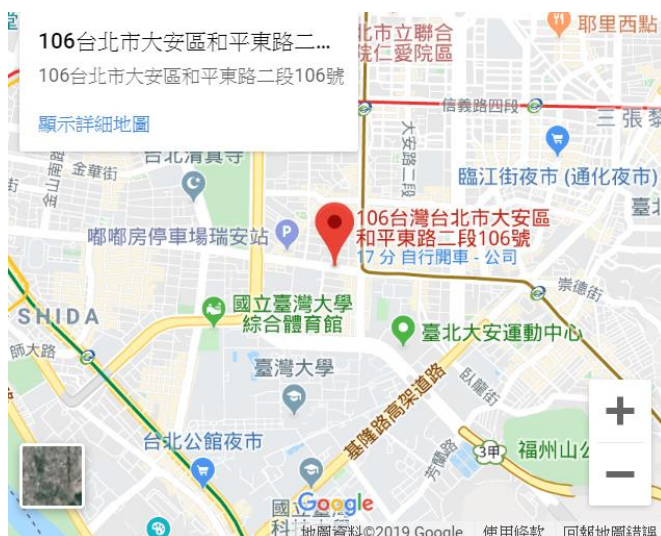 106台北市大安區和平東路二...
106台北市大安區和平東路二段106號
顯示詳細地圖
北市立聯合
院仁愛院區
耶里西點
信義路四段
三張犁
大安路二段
台北清真寺
金華街
金山南路
臨江街夜市 (通化夜市)
106台灣台北市大安區
和平東路二段106號
17 分 自行開車 - 公司
嘟嘟房停車場瑞安站
P
崇德街
SHIDA
國立臺灣大學
綜合體育館
臺北大安運動中心
師大路
臺灣大學
臥龍街
基隆路高架道路
台北公館夜市
芳蘭路
3甲
福州山公
+
−
Google
地圖資料©2019 Google
使用條款
回報地圖錯誤